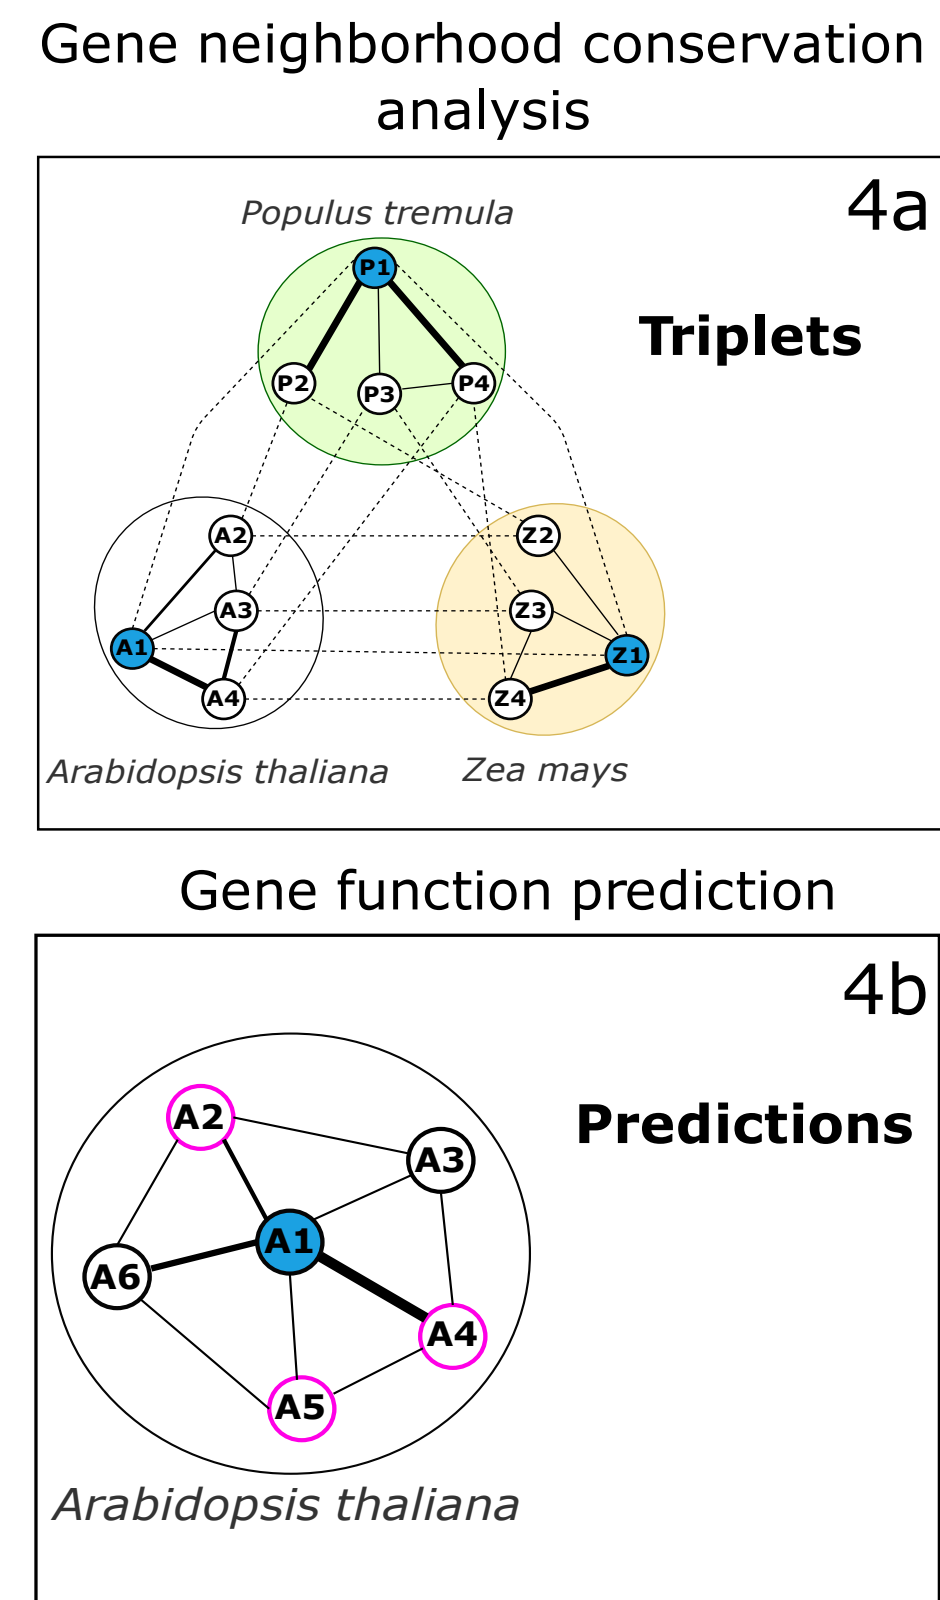 Gene neighborhood conservation
analysis
4a
Populus tremula
Triplets
P1
P2
P3
P4
A2
A3
A1
A4
Z2
Z3
Z1
Z4
Arabidopsis thaliana
Zea mays
Gene function prediction
4b
Predictions
A2
A3
A1
A6
A4
A5
Arabidopsis thaliana